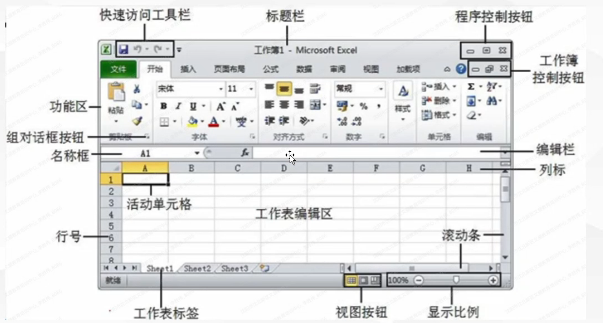 快速访问工具栏 标题栏 程序控制按钮
工作簿1 - Microsoft Excel
文件 开始 插入 页面布局 公式 数据 审阅 视图 加载项
工作簿
控制按钮
宋体 11 常规 插入 Σ
功能区
粘贴 B I U A A 样式 删除
% , 格式
组对话框按钮
剪贴板 字体 对齐方式 数字 单元格 编辑
名称框 A1 fx 编辑栏
A B C D E F G H 列标
1
2
3
活动单元格
4
工作表编辑区
5
行号 6 滚动条
7
8
Sheet1 Sheet2 Sheet3
就绪 100%
工作表标签 视图按钮 显示比例